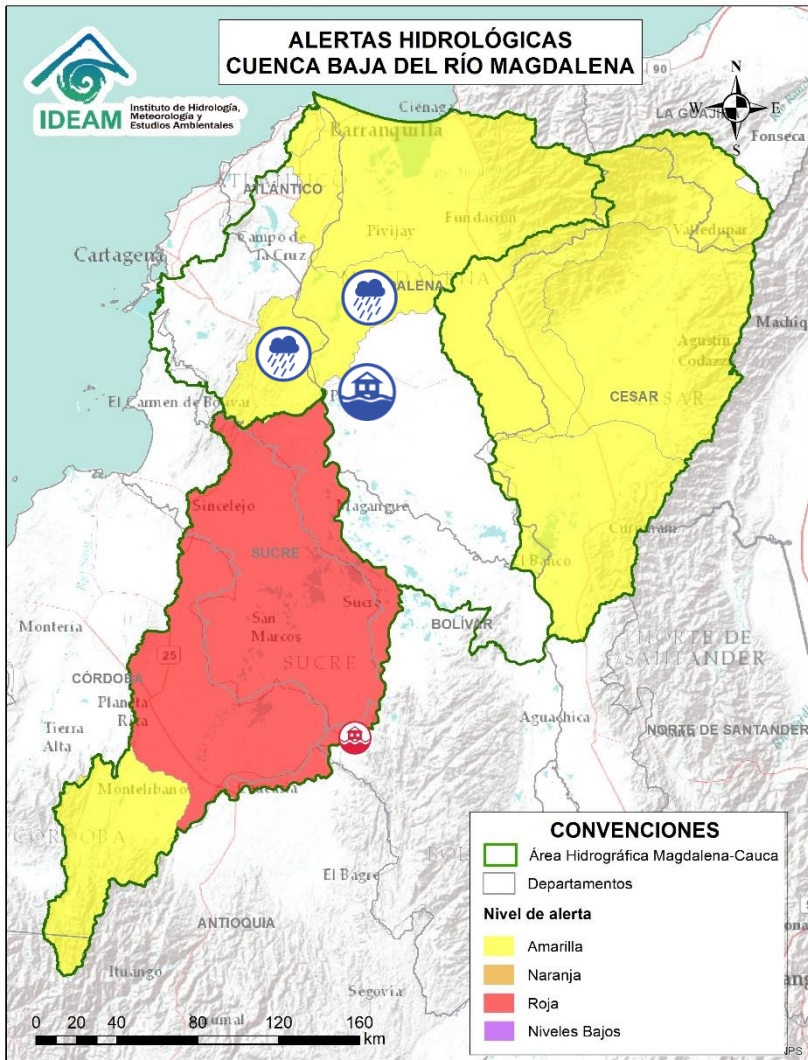 ALERTAS HIDROLÓGICAS
CUENCA BAJA DEL RÍO MAGDALENA
IDEAM
Instituto de Hidrología,
Meteorología y
Estudios Ambientales
90
N
W
E
S
LA GUAJIRA
Fonseca
Ciénaga
Barranquilla
ATLÁNTICO
Valledupar
Fundación
Pivijay
Campo de
la Cruz
Cartagena
Machiq
Agustín
Codazzi
CESAR
El Carmen de Bolívar
Sincelejo
Magangue
SUCRE
El Banco
Sucre
San
Marcos
SUCRE
BOLÍVAR
NORTE DE
SANTANDER
Montería
25
CÓRDOBA
Planeta
Rica
Tierra
Alta
Aguachica
NORTE DE SANTANDER
Montelibano
CÓRDOBA
El Bagre
ANTIOQUIA
Ituango
Segovia
0 20 40 80 120 160
km
CONVENCIONES
Área Hidrográfica Magdalena-Cauca
Departamentos
Nivel de alerta
Amarilla
Naranja
Roja
Niveles Bajos